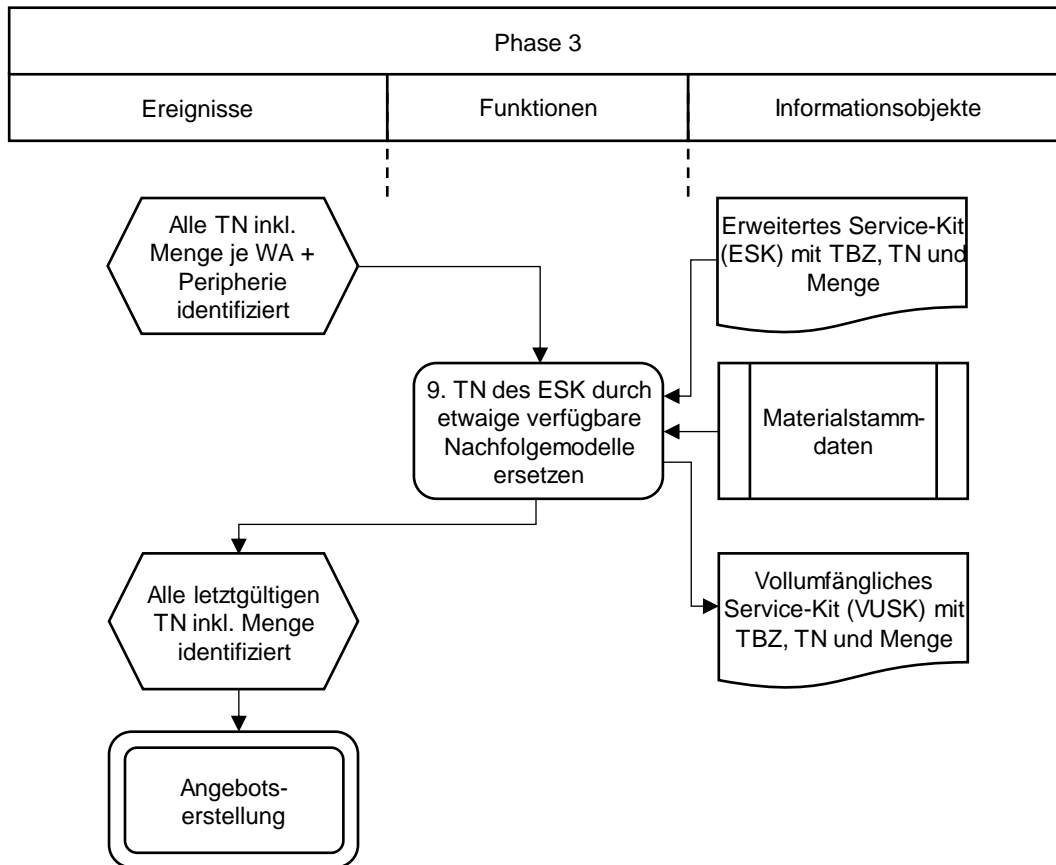 Phase 3
Ereignisse
Funktionen
Informationsobjekte
Alle TN inkl.
Menge je WA +
Peripherie
identifiziert
Erweitertes Service-Kit
(ESK) mit TBZ, TN und
Menge
9. TN des ESK durch
etwaige verfügbare
Nachfolgemodelle
ersetzen
Materialstamm-
daten
Alle letztgültigen
TN inkl. Menge
identifiziert
Vollumfängliches
Service-Kit (VUSK) mit
TBZ, TN und Menge
Angebots-
erstellung